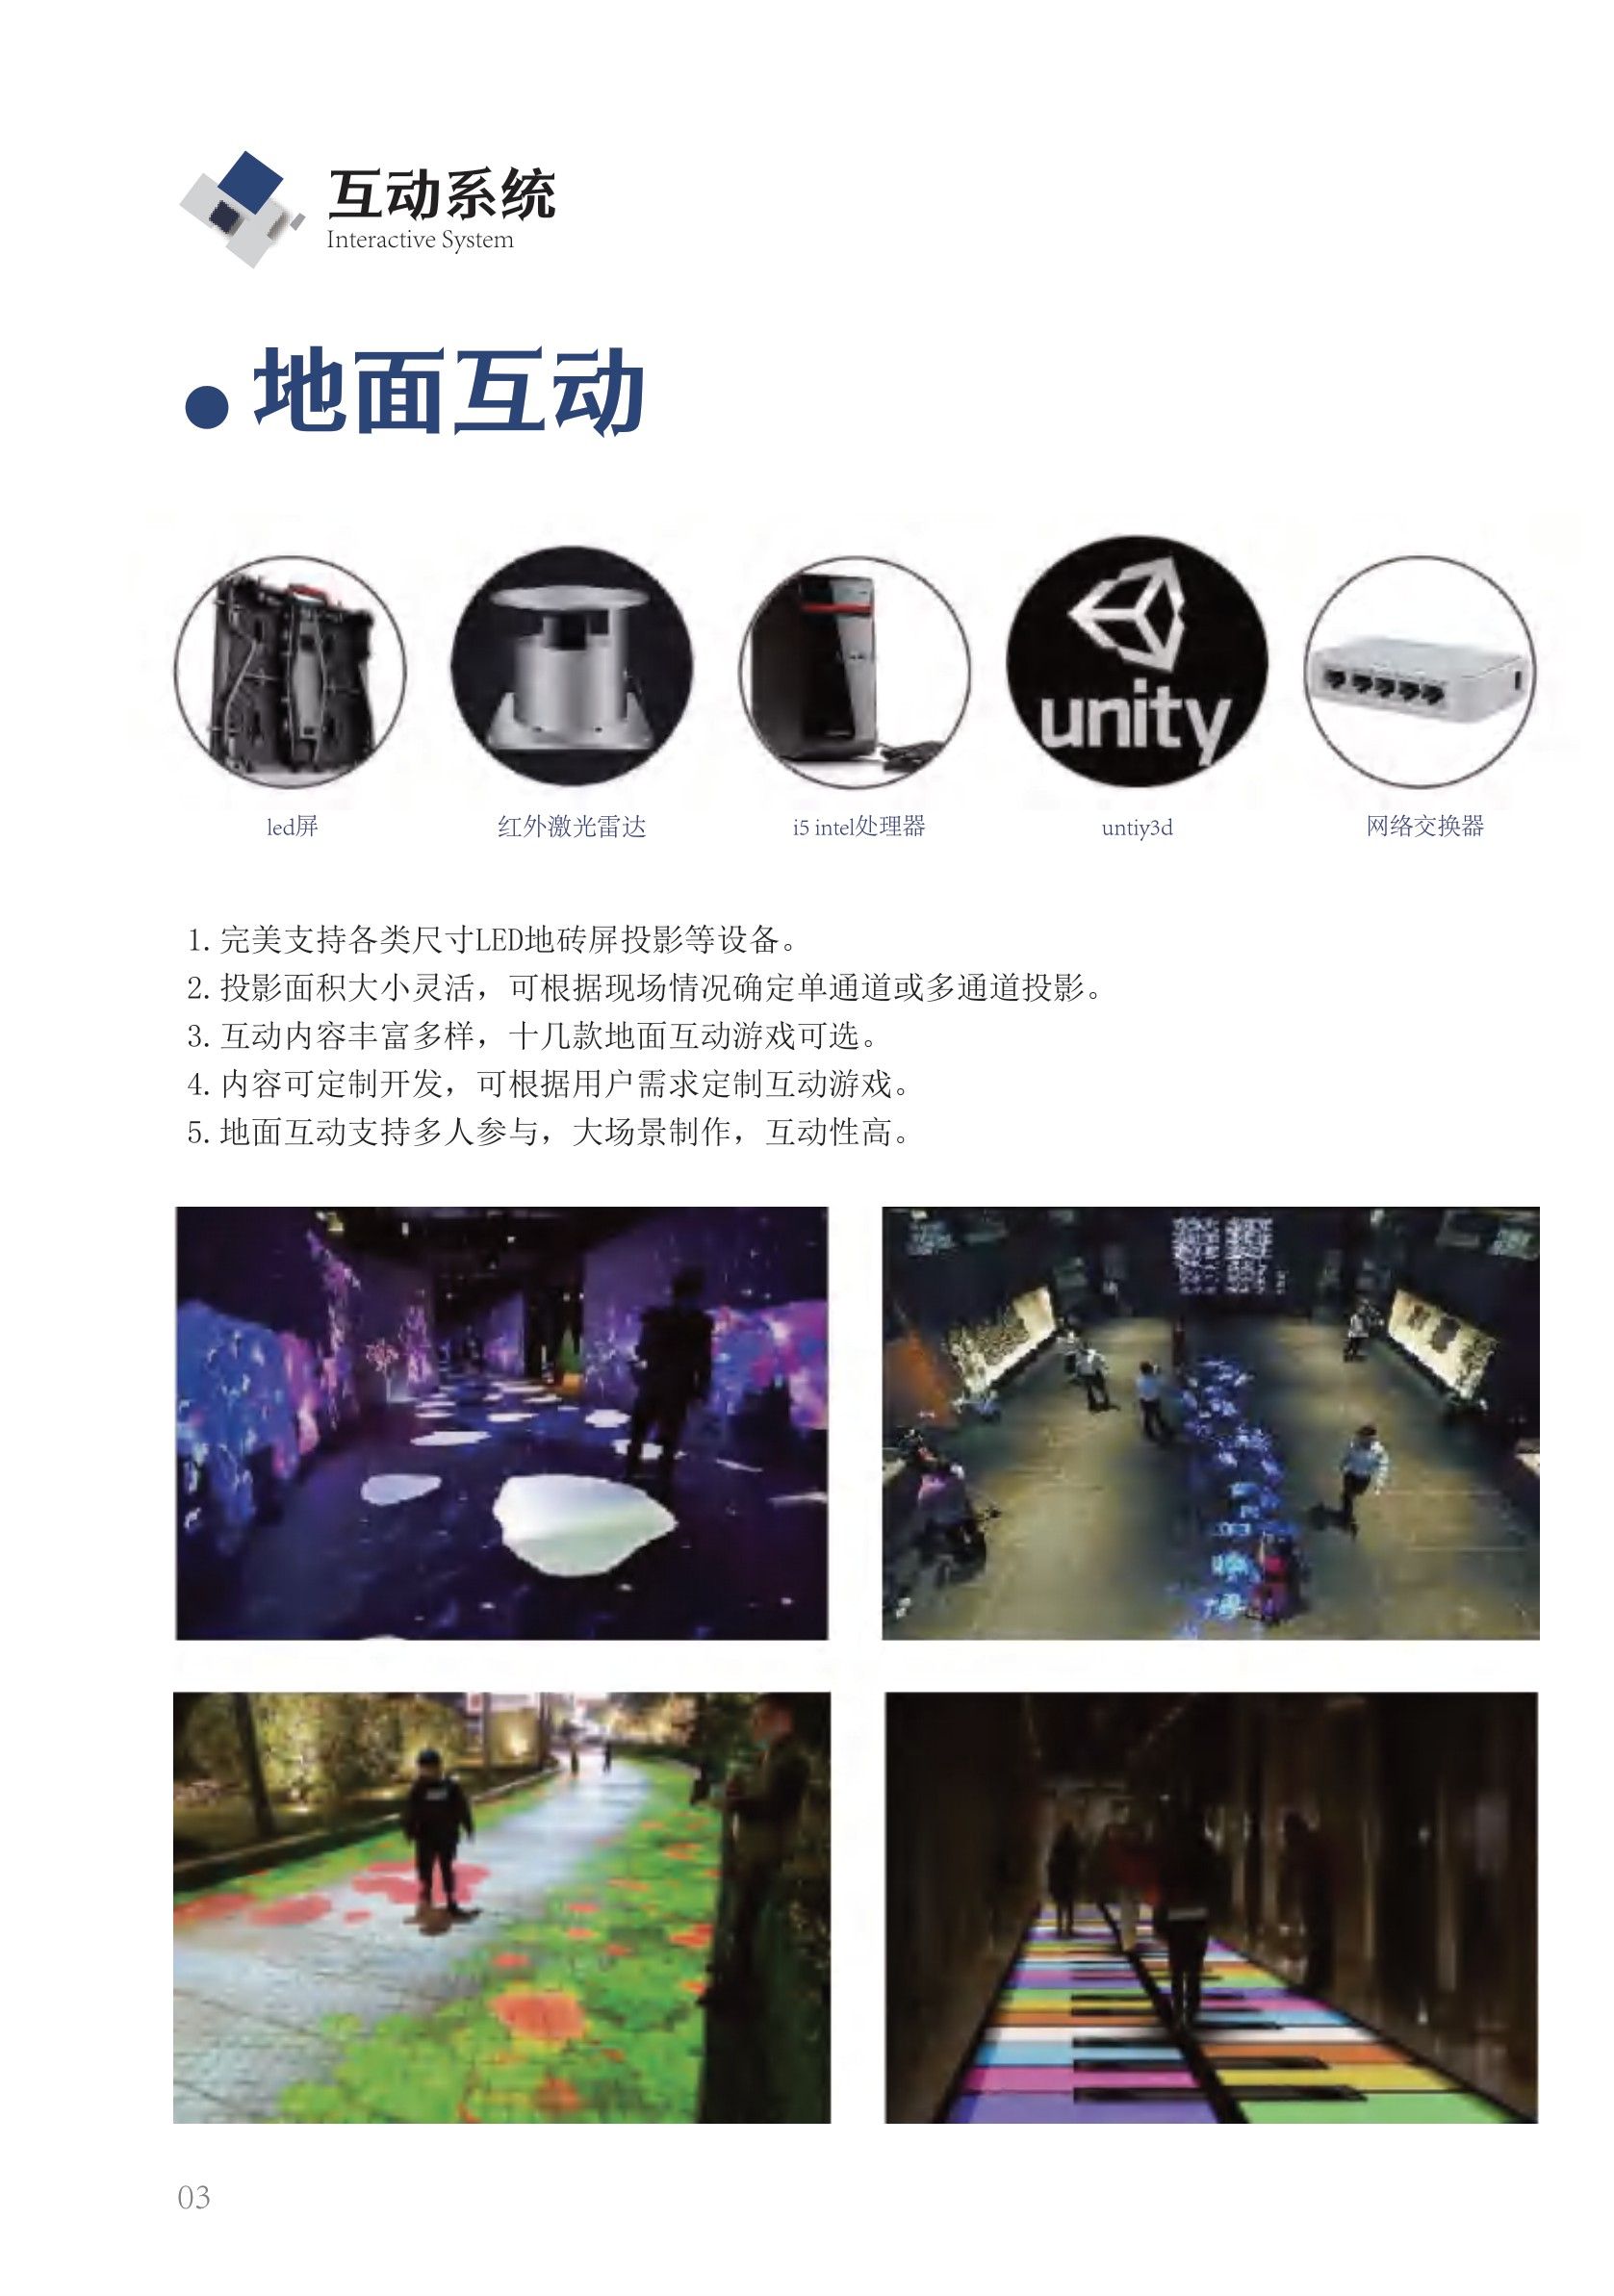 互动系统
Interactive System
地面互动
unity
led屏
红外激光雷达
i5 intel处理器
untiy3d
网络交换器
1. 完美支持各类尺寸LED地砖屏投影等设备。
2. 投影面积大小灵活，可根据现场情况确定单通道或多通道投影。
3. 互动内容丰富多样，十几款地面互动游戏可选。
4. 内容可定制开发，可根据用户需求定制互动游戏。
5. 地面互动支持多人参与，大场景制作，互动性高。
03